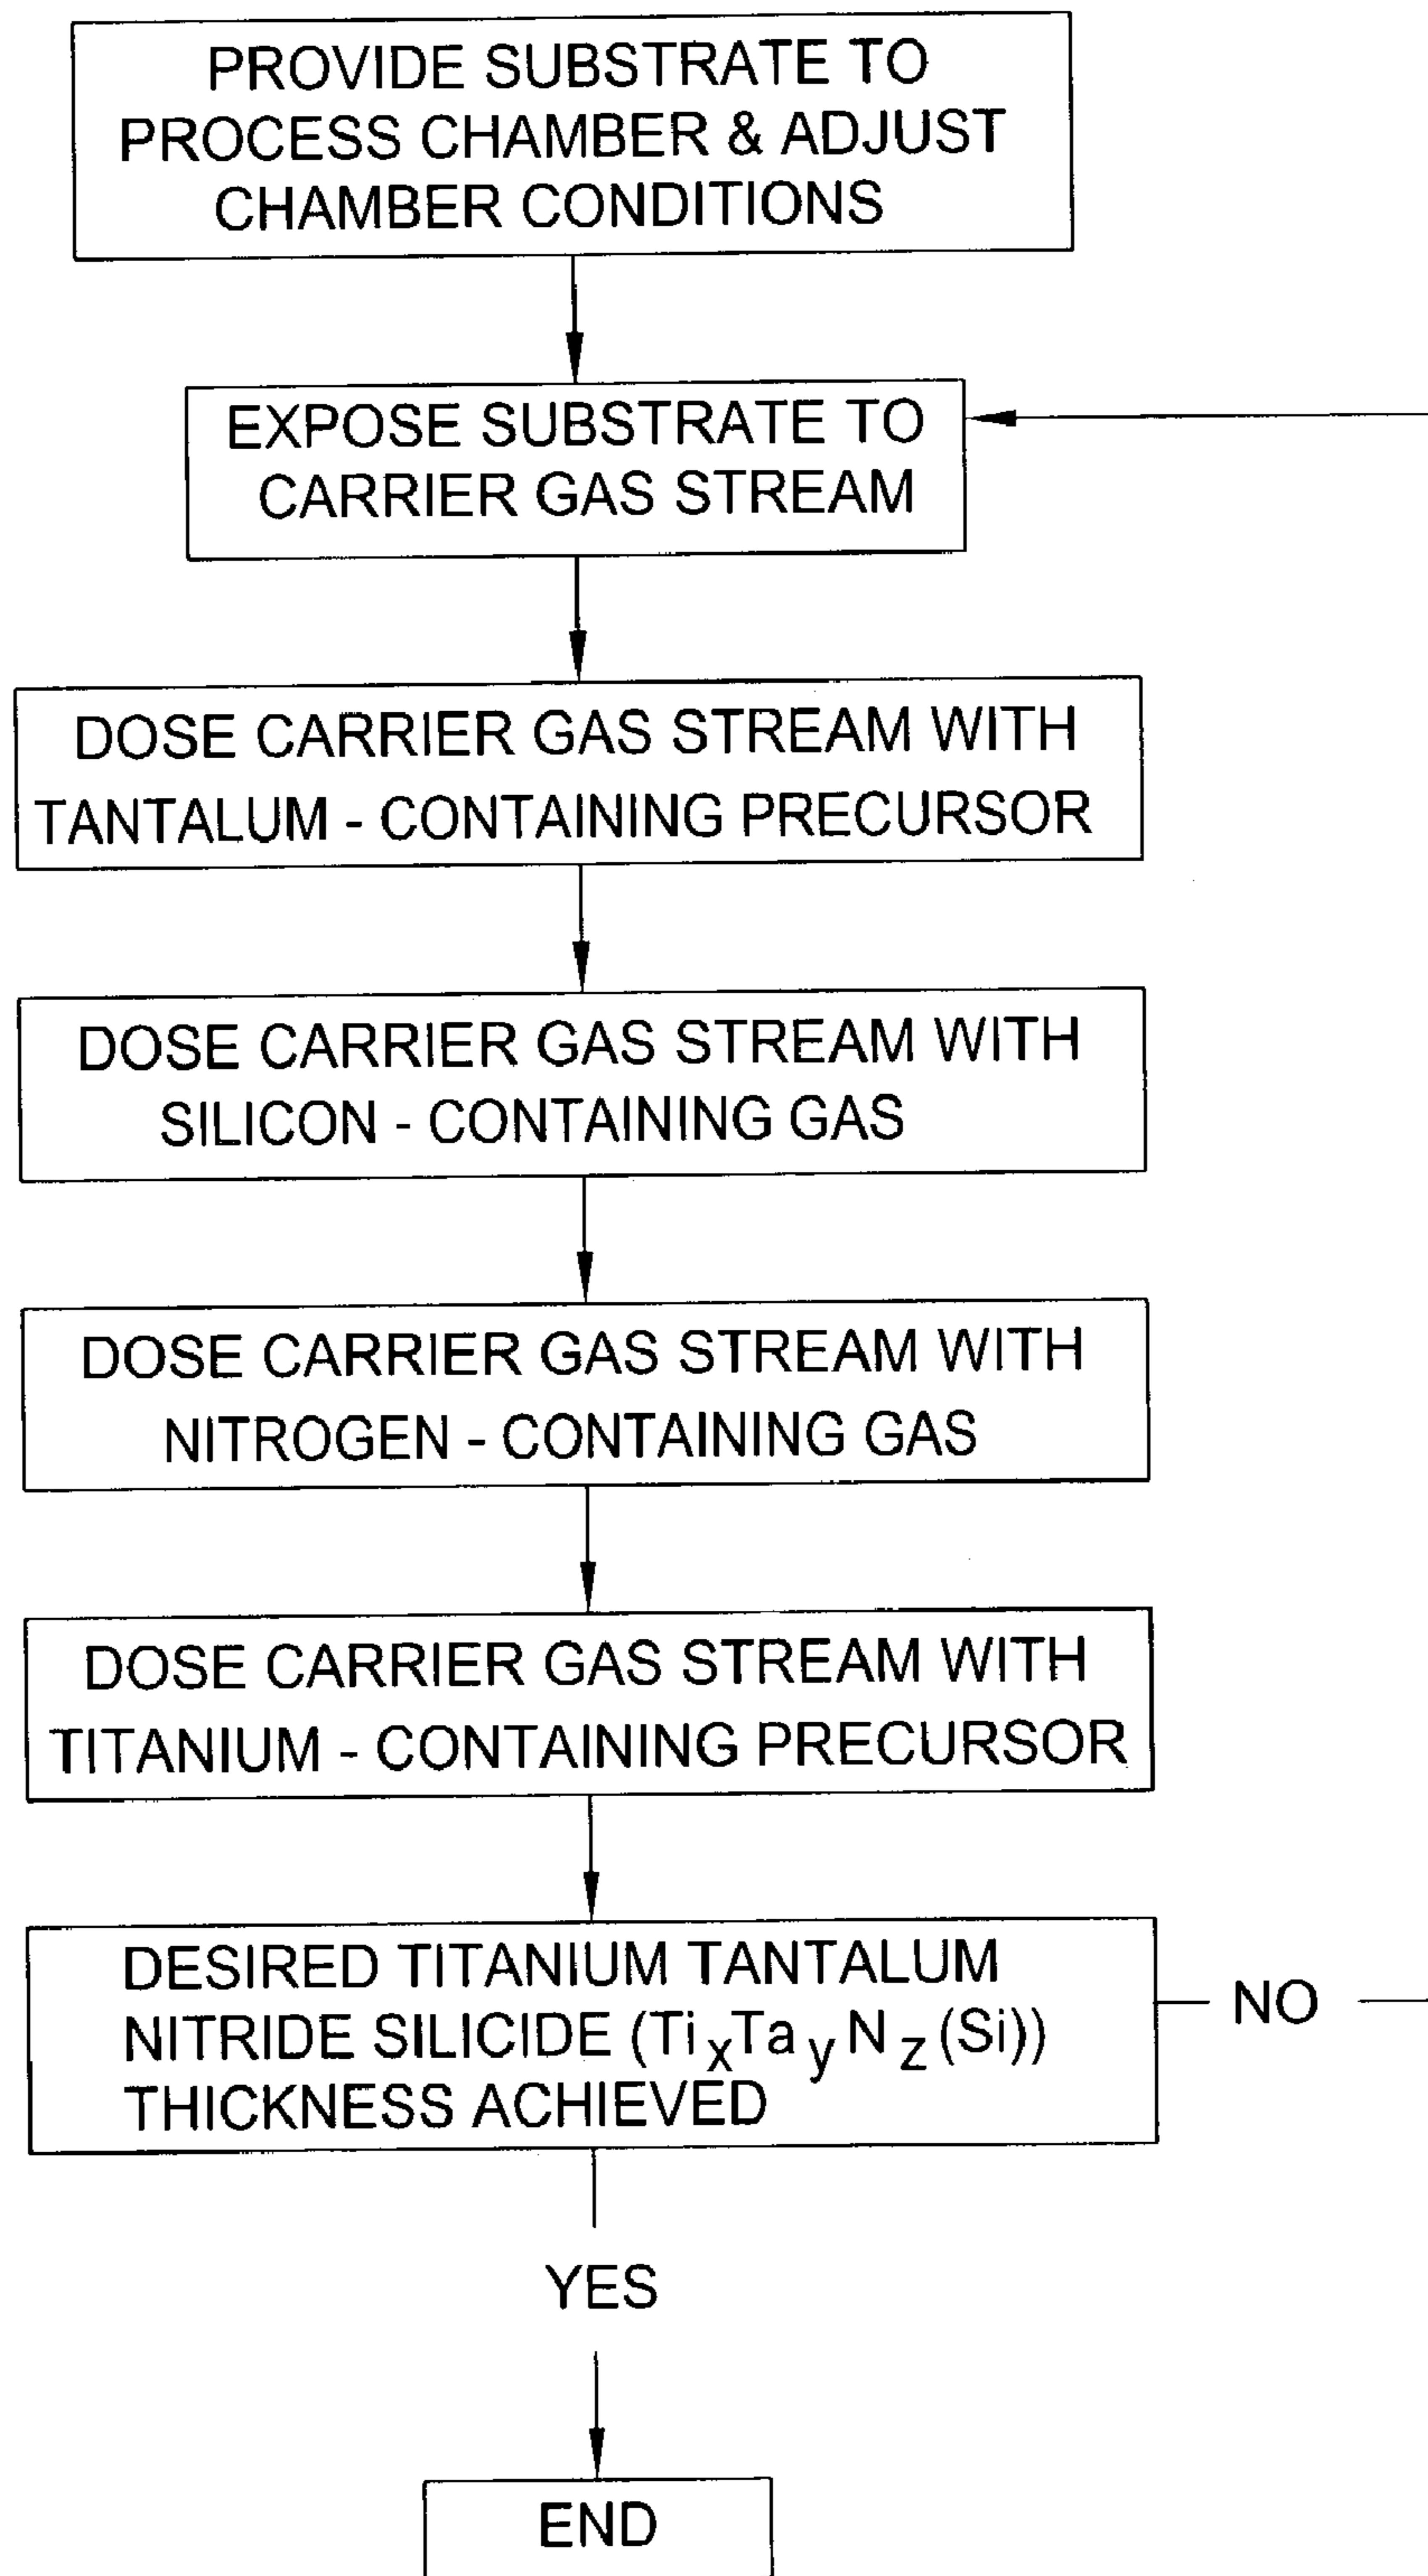 PROVIDE SUBSTRATE TO
PROCESS CHAMBER & ADJUST
CHAMBER CONDITIONS
EXPOSE SUBSTRATE TO
CARRIER GAS STREAM
DOSE CARRIER GAS STREAM WITH
TANTALUM - CONTAINING PRECURSOR
DOSE CARRIER GAS STREAM WITH
SILICON - CONTAINING GAS
DOSE CARRIER GAS STREAM WITH
NITROGEN - CONTAINING GAS
DOSE CARRIER GAS STREAM WITH
TITANIUM - CONTAINING PRECURSOR
DESIRED TITANIUM TANTALUM
NITRIDE SILICIDE (TixTayNz(Si))
THICKNESS ACHIEVED
NO
YES
END